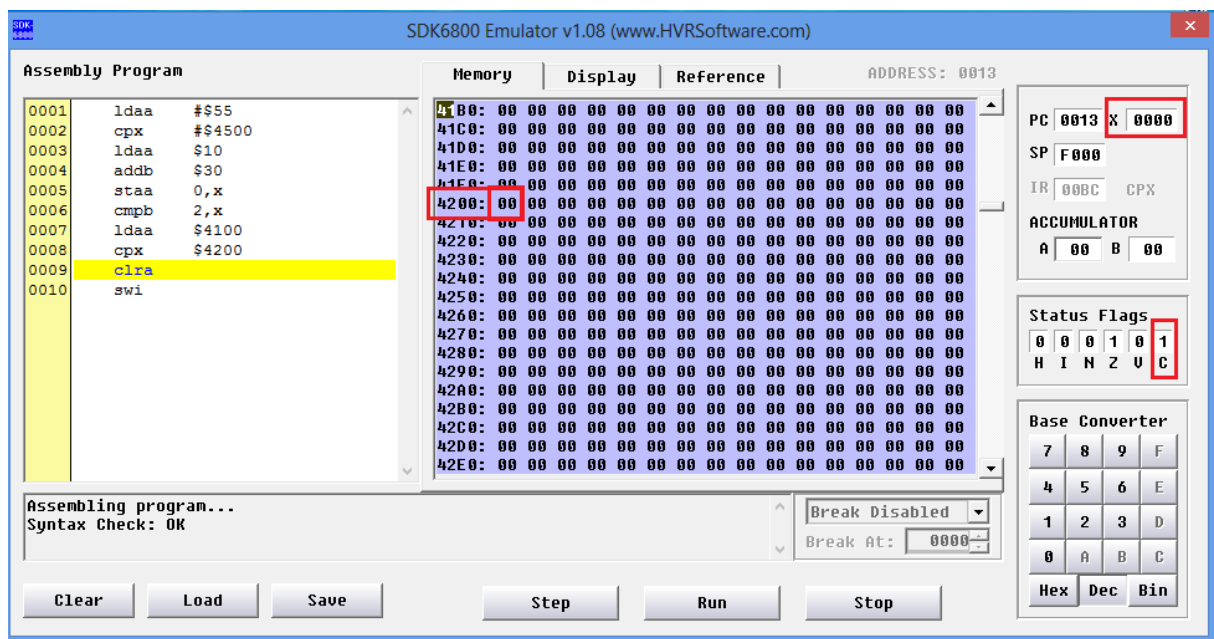 SDK6800 Emulator v1.08 (www.HVRSoftware.com)
Assembly Program
0001 ldaa #$55
0002 cpx #$4500
0003 ldaa $10
0004 addb $30
0005 staa 0,x
0006 cmpb 2,x
0007 ldaa $4100
0008 cpx $4200
0009 clra
0010 swi
Memory Display Reference ADDRESS: 0013
41B0: 00 00 00 00 00 00 00 00 00 00 00 00 00 00 00 00
41C0: 00 00 00 00 00 00 00 00 00 00 00 00 00 00 00 00
41D0: 00 00 00 00 00 00 00 00 00 00 00 00 00 00 00 00
41E0: 00 00 00 00 00 00 00 00 00 00 00 00 00 00 00 00
41F0: 00 00 00 00 00 00 00 00 00 00 00 00 00 00 00 00
4200: 00 00 00 00 00 00 00 00 00 00 00 00 00 00 00 00
4210: 00 00 00 00 00 00 00 00 00 00 00 00 00 00 00 00
4220: 00 00 00 00 00 00 00 00 00 00 00 00 00 00 00 00
4230: 00 00 00 00 00 00 00 00 00 00 00 00 00 00 00 00
4240: 00 00 00 00 00 00 00 00 00 00 00 00 00 00 00 00
4250: 00 00 00 00 00 00 00 00 00 00 00 00 00 00 00 00
4260: 00 00 00 00 00 00 00 00 00 00 00 00 00 00 00 00
4270: 00 00 00 00 00 00 00 00 00 00 00 00 00 00 00 00
4280: 00 00 00 00 00 00 00 00 00 00 00 00 00 00 00 00
4290: 00 00 00 00 00 00 00 00 00 00 00 00 00 00 00 00
42A0: 00 00 00 00 00 00 00 00 00 00 00 00 00 00 00 00
42B0: 00 00 00 00 00 00 00 00 00 00 00 00 00 00 00 00
42C0: 00 00 00 00 00 00 00 00 00 00 00 00 00 00 00 00
42D0: 00 00 00 00 00 00 00 00 00 00 00 00 00 00 00 00
42E0: 00 00 00 00 00 00 00 00 00 00 00 00 00 00 00 00
PC 0013 X 0000
SP F000
IR 00BC CPX
ACCUMULATOR
A 00 B 00
Status Flags
0 0 0 1 0 1
H I N Z V C
Base Converter
7 8 9 F
4 5 6 E
1 2 3 D
0 A B C
Hex Dec Bin
Assembling program...
Syntax Check: OK
Break Disabled
Break At: 0000
Clear Load Save Step Run Stop